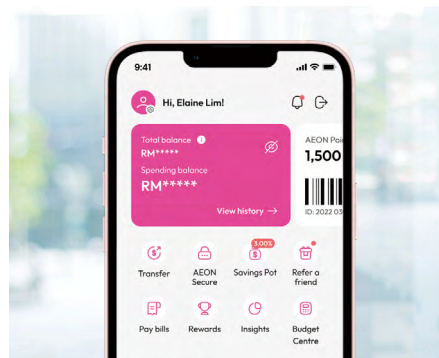 9:41
Hi, Elaine Lim!
Total balance
RM*****
Spending balance
RM*****
View history →
AEON Poi
1,500
ID: 2022 03
Transfer
AEON Secure
3.00%
Savings Pot
Refer a friend
Pay bills
Rewards
Insights
Budget Centre